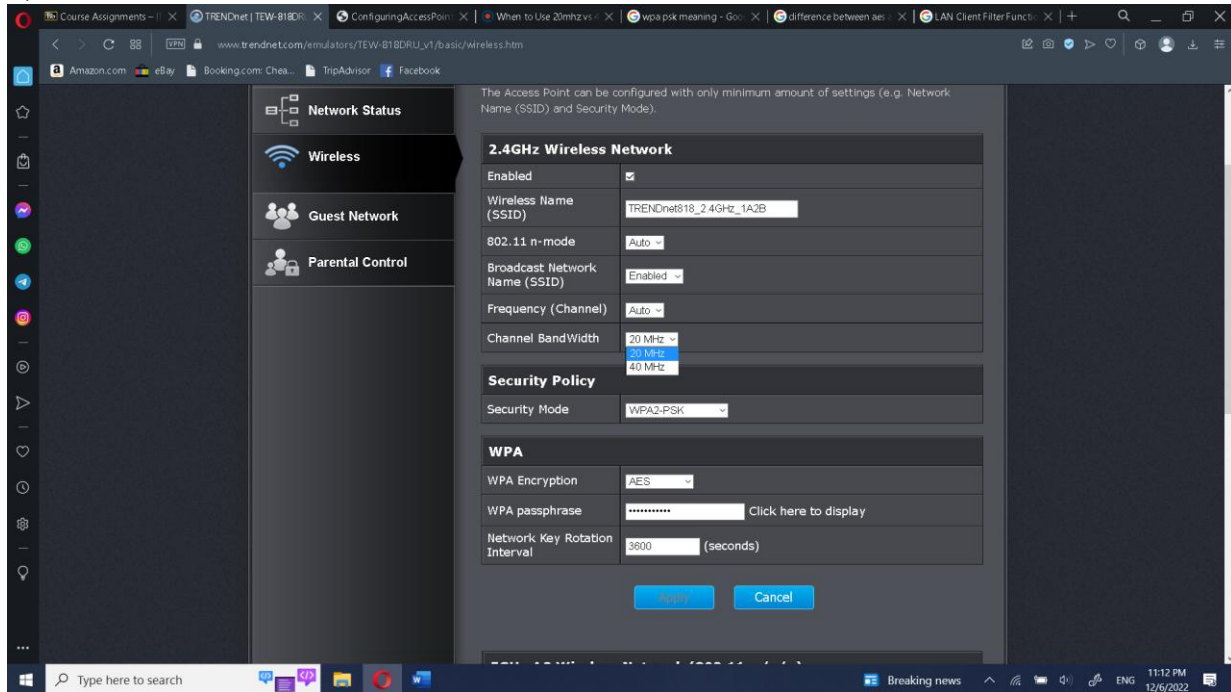 Course Assignments – I
TRENDnet | TEW-818DR
ConfiguringAccessPoin
When to Use 20mhz vs 4
wpa psk meaning - Goo
difference between aes
LAN Client Filter Functio
VPN
www.trendnet.com/emulators/TEW-818DRU_v1/basic/wireless.htm
Amazon.com
eBay
Booking.com: Chea...
TripAdvisor
Facebook
The Access Point can be configured with only minimum amount of settings (e.g. Network
Name (SSID) and Security Mode).
Network Status
Wireless
Guest Network
Parental Control
2.4GHz Wireless Network
Enabled
Wireless Name
(SSID)
TRENDnet818_2.4GHz_1A2B
802.11 n-mode
Auto
Broadcast Network
Name (SSID)
Enabled
Frequency (Channel)
Auto
Channel BandWidth
20 MHz
20 MHz
40 MHz
Security Policy
Security Mode
WPA2-PSK
WPA
WPA Encryption
AES
WPA passphrase
Click here to display
Network Key Rotation
Interval
3600
(seconds)
Apply
Cancel
Type here to search
Breaking news
ENG
11:12 PM
12/6/2022